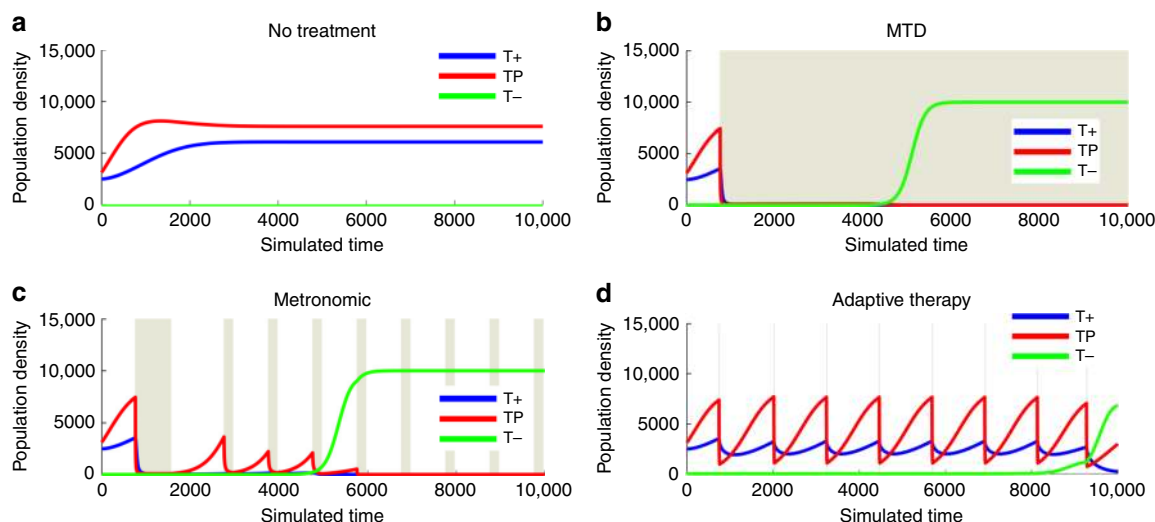 a
No treatment
15,000
10,000
5000
0
Population density
T+
TP
T−
0 2000 4000 6000 8000 10,000
Simulated time
b
MTD
15,000
10,000
5000
0
Population density
T+
TP
T−
0 2000 4000 6000 8000 10,000
Simulated time
c
Metronomic
15,000
10,000
5000
0
Population density
T+
TP
T−
0 2000 4000 6000 8000 10,000
Simulated time
d
Adaptive therapy
15,000
10,000
5000
0
Population density
T+
TP
T−
0 2000 4000 6000 8000 10,000
Simulated time